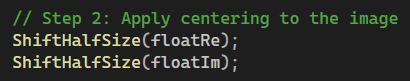 // Step 2: Apply centering to the image
ShiftHalfSize(floatRe);
ShiftHalfSize(floatIm);